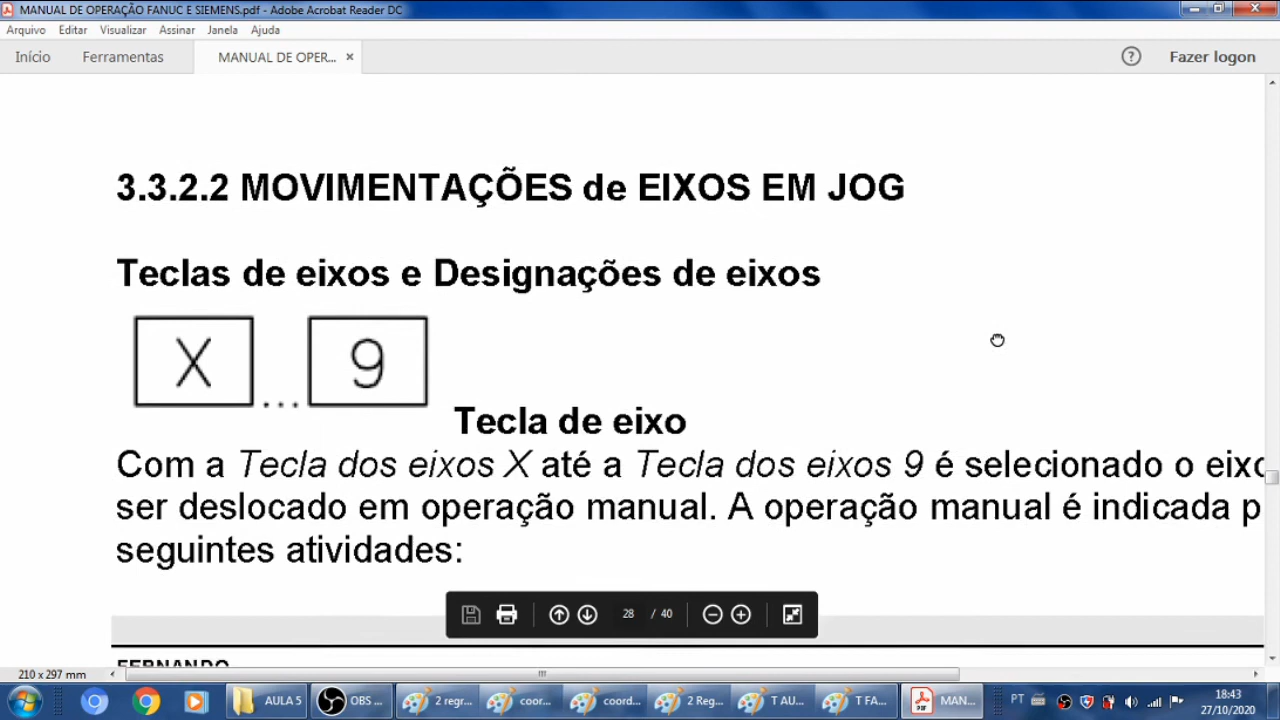 MANUAL DE OPERAÇÃO FANUC E SIEMENS.pdf - Adobe Acrobat Reader DC
Arquivo Editar Visualizar Assinar Janela Ajuda
Início Ferramentas MANUAL DE OPER... × ? Fazer logon
3.3.2.2 MOVIMENTAÇÕES de EIXOS EM JOG
Teclas de eixos e Designações de eixos
X ... 9
Tecla de eixo
Com a Tecla dos eixos X até a Tecla dos eixos 9 é selecionado o eixo
ser deslocado em operação manual. A operação manual é indicada p
seguintes atividades:
28 / 40
FERNANDO
210 x 297 mm
AULA 5 OBS ... 2 regr... coor... coord... 2 Reg... T AU... T FA... MAN... PT 18:43
27/10/2020